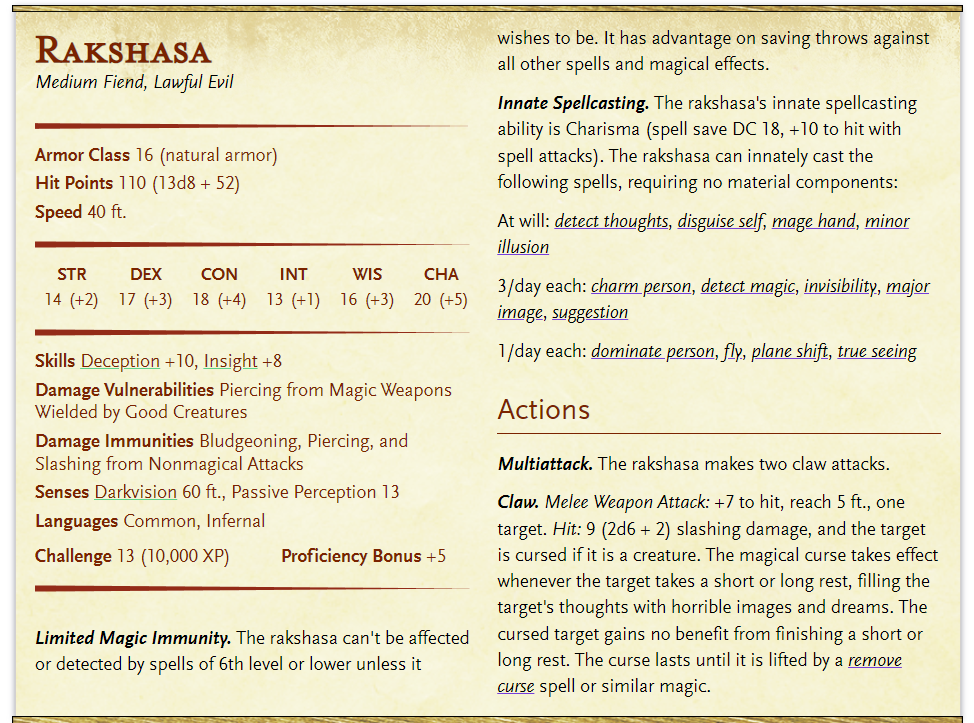 Rakshasa
Medium Fiend, Lawful Evil
Armor Class 16 (natural armor)
Hit Points 110 (13d8 + 52)
Speed 40 ft.
STR DEX CON INT WIS CHA
14 (+2) 17 (+3) 18 (+4) 13 (+1) 16 (+3) 20 (+5)
Skills Deception +10, Insight +8
Damage Vulnerabilities Piercing from Magic Weapons
Wielded by Good Creatures
Damage Immunities Bludgeoning, Piercing, and
Slashing from Nonmagical Attacks
Senses Darkvision 60 ft., Passive Perception 13
Languages Common, Infernal
Challenge 13 (10,000 XP) Proficiency Bonus +5
Limited Magic Immunity. The rakshasa can't be affected
or detected by spells of 6th level or lower unless it
wishes to be. It has advantage on saving throws against
all other spells and magical effects.
Innate Spellcasting. The rakshasa's innate spellcasting
ability is Charisma (spell save DC 18, +10 to hit with
spell attacks). The rakshasa can innately cast the
following spells, requiring no material components:
At will: detect thoughts, disguise self, mage hand, minor
illusion
3/day each: charm person, detect magic, invisibility, major
image, suggestion
1/day each: dominate person, fly, plane shift, true seeing
Actions
Multiattack. The rakshasa makes two claw attacks.
Claw. Melee Weapon Attack: +7 to hit, reach 5 ft., one
target. Hit: 9 (2d6 + 2) slashing damage, and the target
is cursed if it is a creature. The magical curse takes effect
whenever the target takes a short or long rest, filling the
target's thoughts with horrible images and dreams. The
cursed target gains no benefit from finishing a short or
long rest. The curse lasts until it is lifted by a remove
curse spell or similar magic.